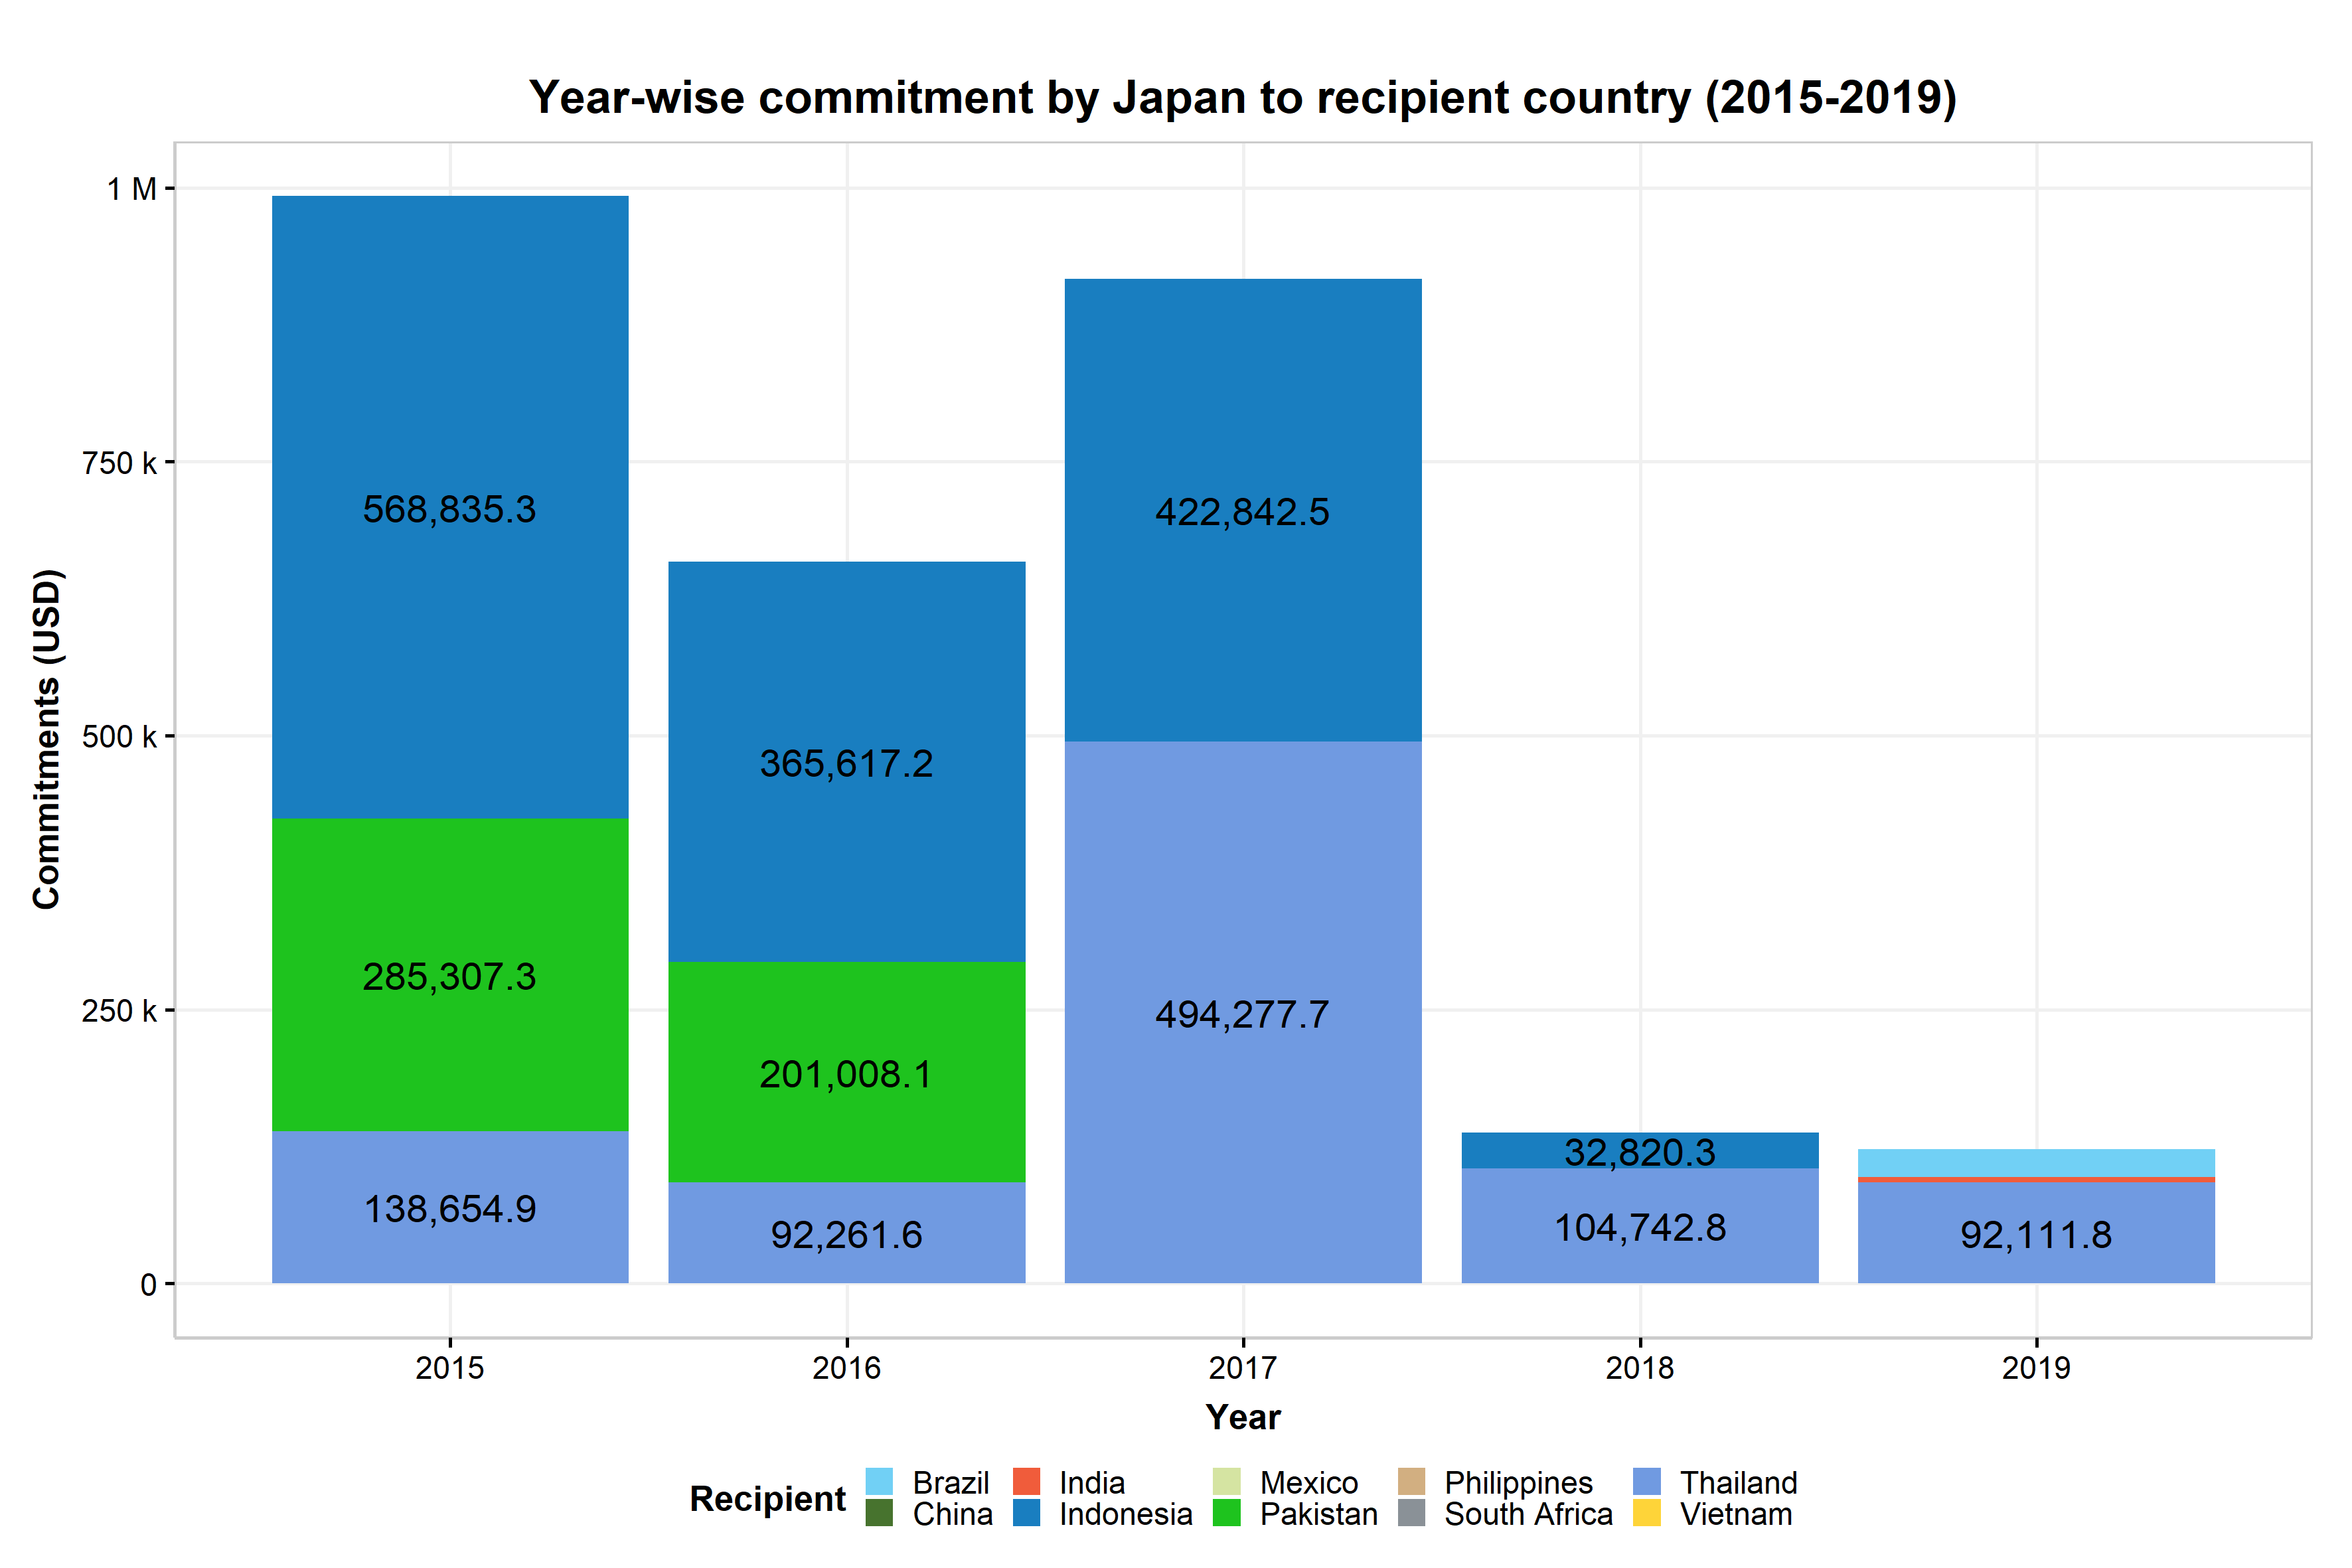 Year-wise commitment by Japan to recipient country (2015-2019)
Commitments (USD)
1 M
750 k
500 k
250 k
0
568,835.3
285,307.3
138,654.9
365,617.2
201,008.1
92,261.6
422,842.5
494,277.7
32,820.3
104,742.8
92,111.8
2015 2016 2017 2018 2019
Year
Recipient
Brazil India Mexico Philippines Thailand
China Indonesia Pakistan South Africa Vietnam